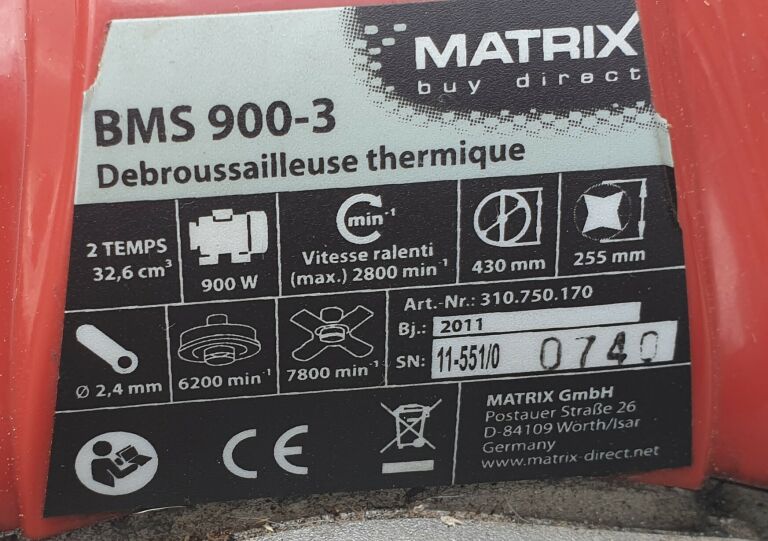 MATRIX
buy direct
BMS 900-3
Debroussailleuse thermique
2 TEMPS
32,6 cm³
900 W
min⁻¹
Vitesse ralenti
(max.) 2800 min⁻¹
430 mm
255 mm
Ø 2,4 mm
6200 min⁻¹
7800 min⁻¹
Art.-Nr.: 310.750.170
Bj.: 2011
SN: 11-551/0 0740
CE
MATRIX GmbH
Postauer Straße 26
D-84109 Wörth/Isar
Germany
www.matrix-direct.net